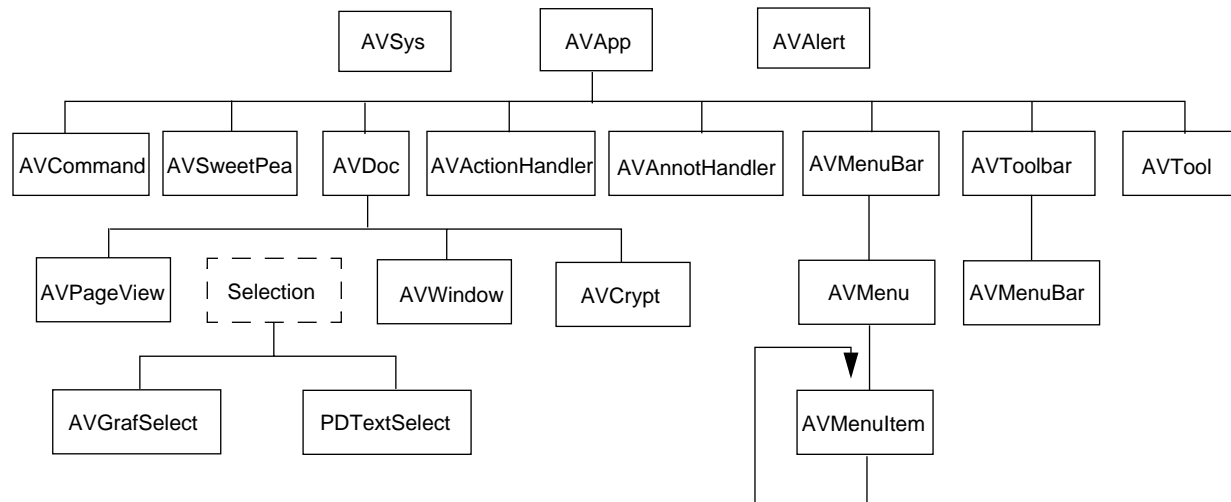 AVSys
AVApp
AVAlert
AVCommand
AVSweetPea
AVDoc
AVActionHandler
AVAnnotHandler
AVMenuBar
AVToolbar
AVTool
AVPageView
Selection
AVWindow
AVCrypt
AVMenu
AVMenuBar
AVGrafSelect
PDTextSelect
AVMenuItem